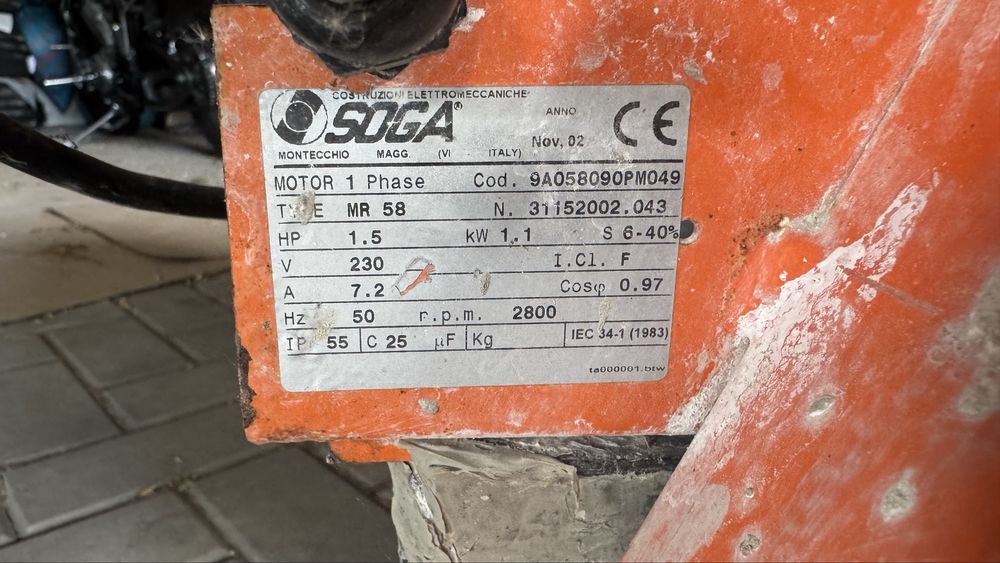 COSTRUZIONI ELETTROMECCANICHE
SOGA®
ANNO
Nov, 02
CE
MONTECCHIO MAGG. (VI - ITALY)
MOTOR 1 Phase Cod. 9A058090PM049
TYPE MR 58 N. 31152002.043
HP 1.5 kW 1.1 S 6-40%
V 230 I.Cl. F
A 7.2 Cosφ 0.97
Hz 50 r.p.m. 2800
IP 55 C 25 µF Kg IEC 34-1 (1983)
ta000001.btw